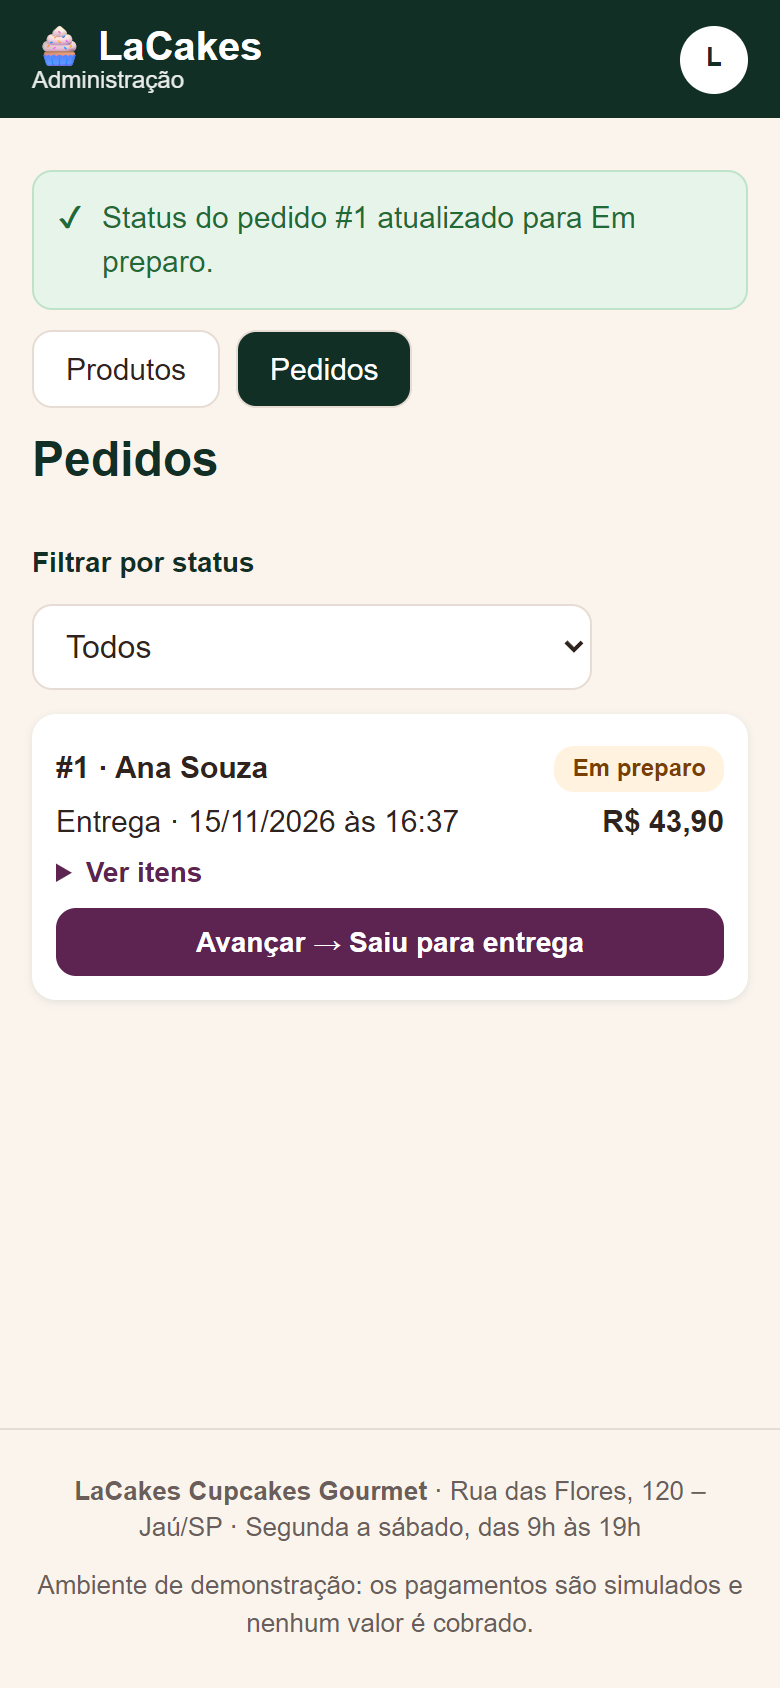 LaCakes
Administração
L
✓ Status do pedido #1 atualizado para Em
preparo.
Produtos
Pedidos
Pedidos
Filtrar por status
Todos
#1 · Ana Souza
Em preparo
Entrega · 15/11/2026 às 16:37
R$ 43,90
Ver itens
Avançar → Saiu para entrega
LaCakes Cupcakes Gourmet · Rua das Flores, 120 –
Jaú/SP · Segunda a sábado, das 9h às 19h
Ambiente de demonstração: os pagamentos são simulados e
nenhum valor é cobrado.